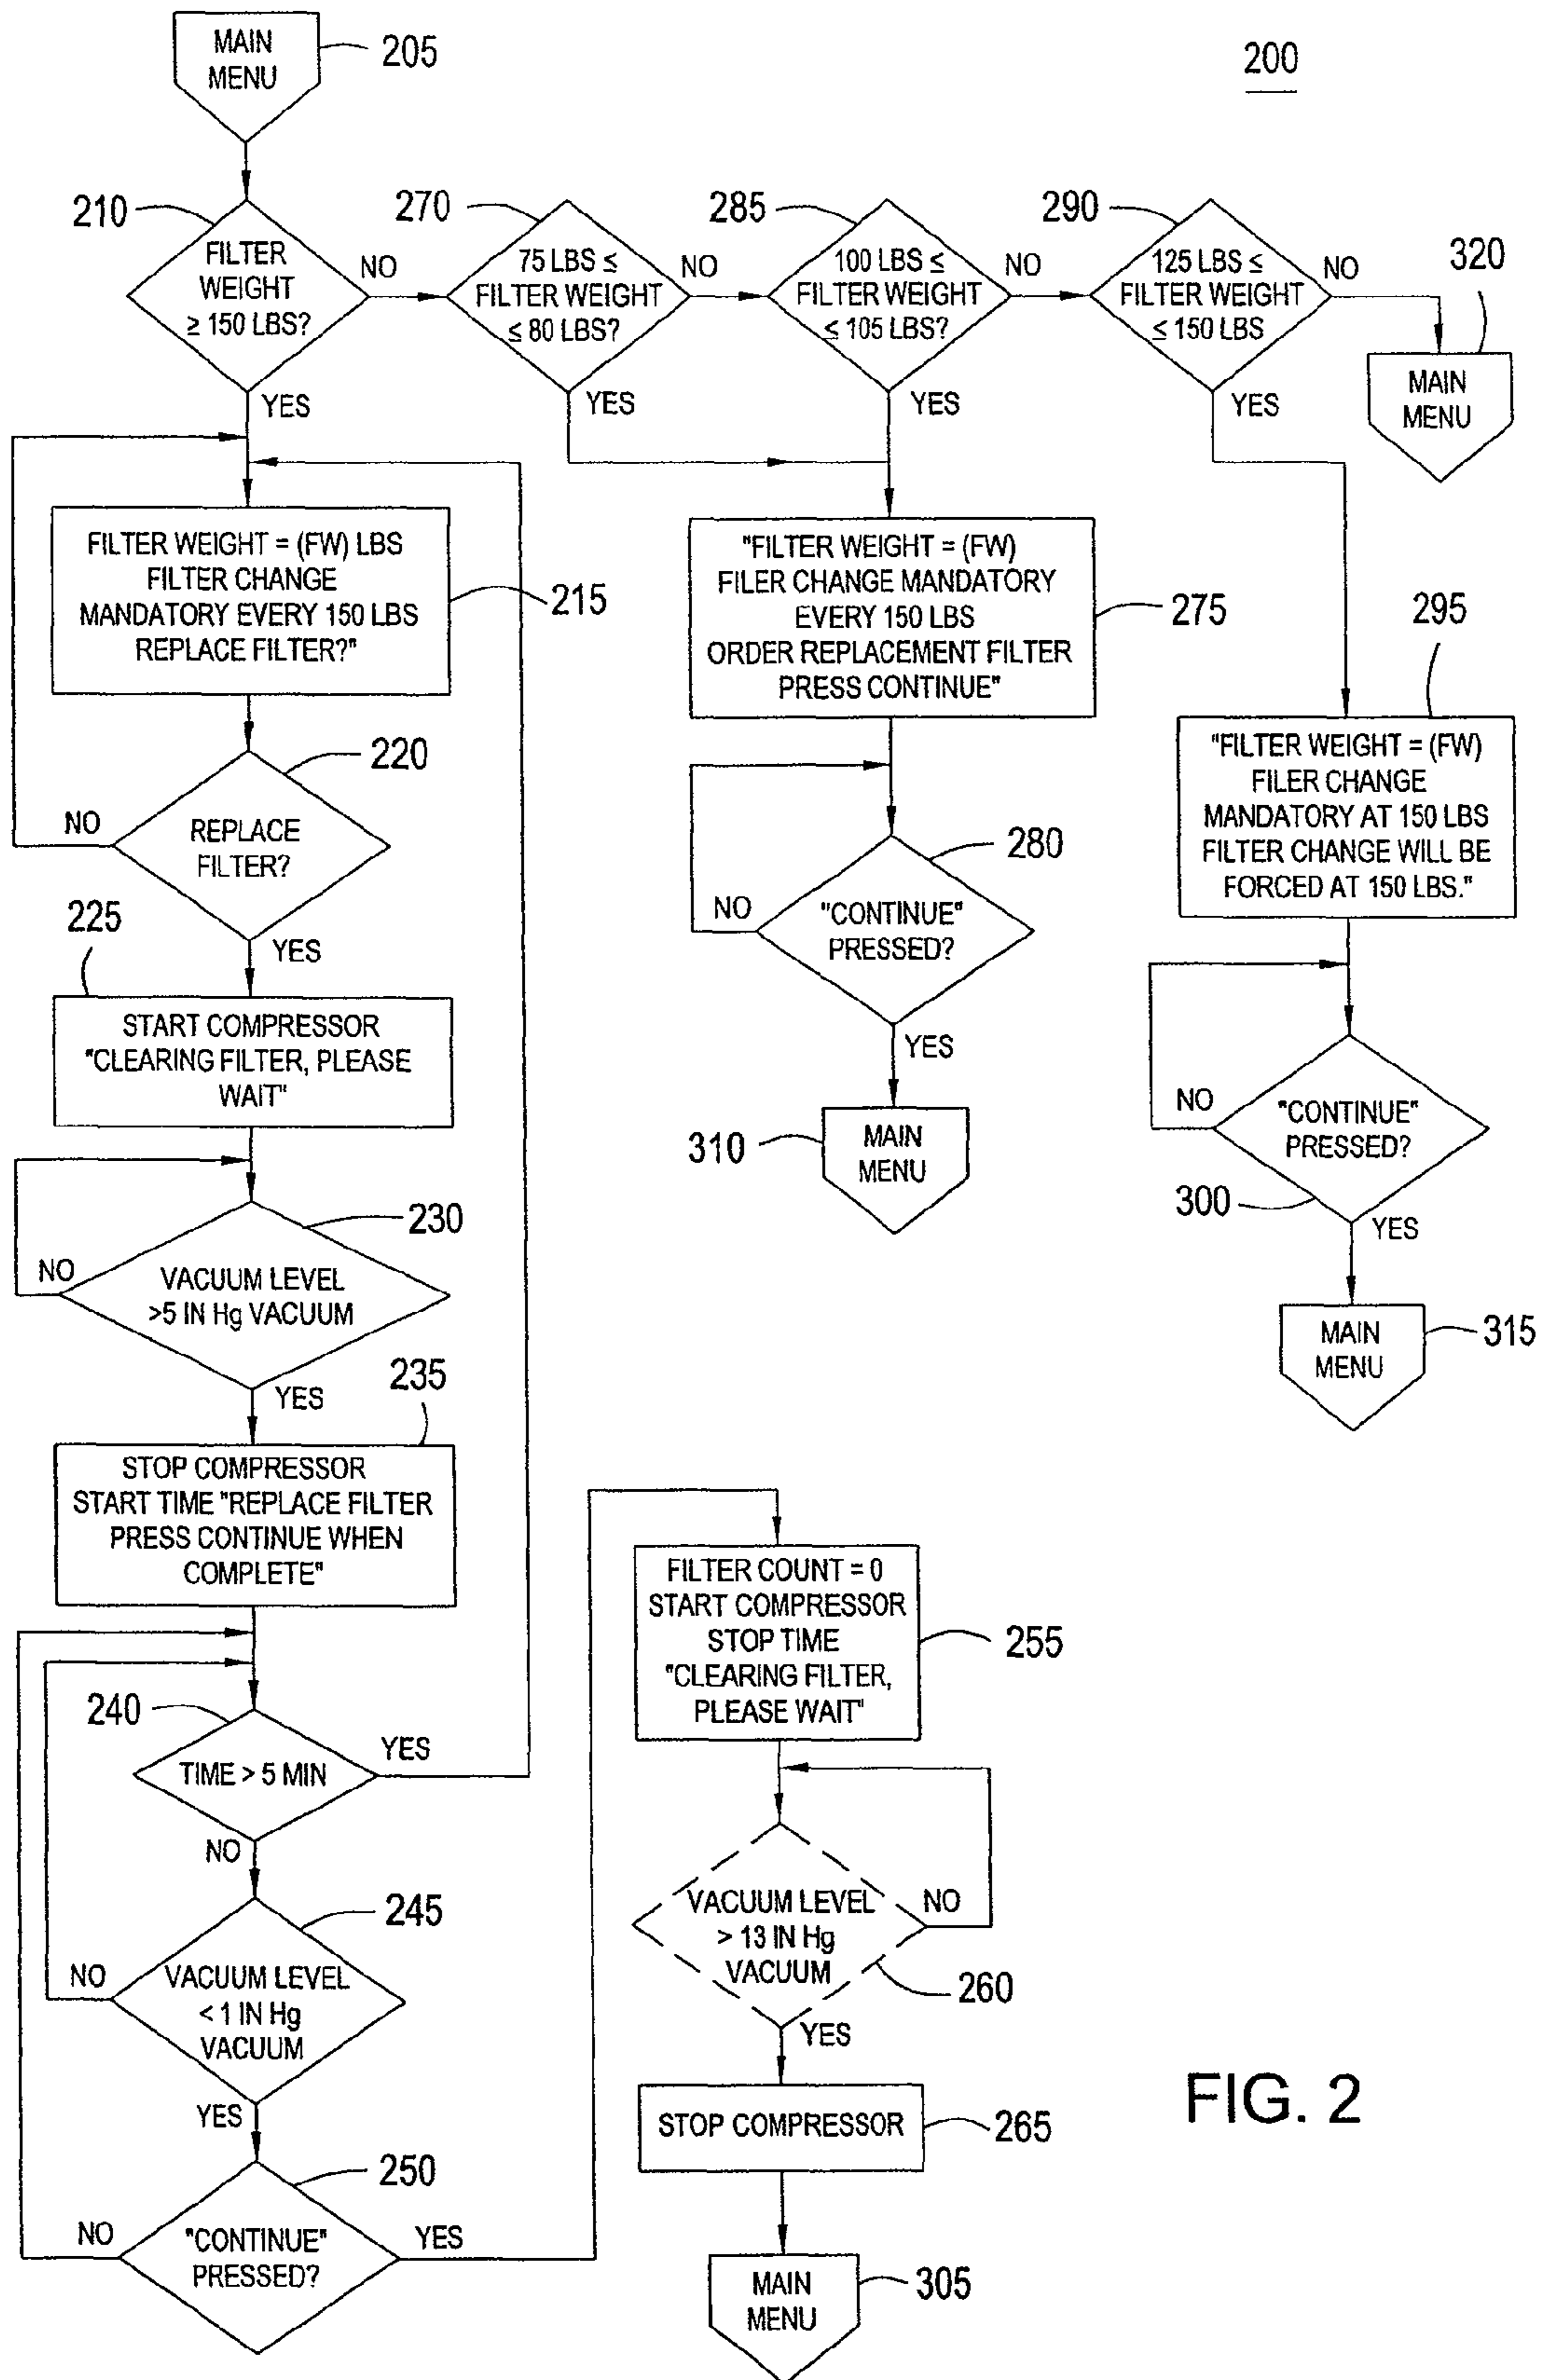 MAIN
MENU
205
200
210
FILTER
WEIGHT
≥ 150 LBS?
NO
YES
270
75 LBS ≤
FILTER WEIGHT
≤ 80 LBS?
NO
YES
285
100 LBS ≤
FILTER WEIGHT
≤ 105 LBS?
NO
YES
290
125 LBS ≤
FILTER WEIGHT
≤ 150 LBS
NO
YES
320
MAIN
MENU
FILTER WEIGHT = (FW) LBS
FILTER CHANGE
MANDATORY EVERY 150 LBS
REPLACE FILTER?"
215
220
REPLACE
FILTER?
NO
YES
225
START COMPRESSOR
"CLEARING FILTER, PLEASE
WAIT"
230
VACUUM LEVEL
>5 IN Hg VACUUM
NO
YES
235
STOP COMPRESSOR
START TIME "REPLACE FILTER
PRESS CONTINUE WHEN
COMPLETE"
240
TIME > 5 MIN
YES
NO
245
VACUUM LEVEL
< 1 IN Hg
VACUUM
NO
YES
250
"CONTINUE"
PRESSED?
NO
YES
"FILTER WEIGHT = (FW)
FILER CHANGE MANDATORY
EVERY 150 LBS
ORDER REPLACEMENT FILTER
PRESS CONTINUE"
275
280
"CONTINUE"
PRESSED?
NO
YES
310
MAIN
MENU
295
"FILTER WEIGHT = (FW)
FILER CHANGE
MANDATORY AT 150 LBS
FILTER CHANGE WILL BE
FORCED AT 150 LBS."
"CONTINUE"
PRESSED?
NO
300
YES
MAIN
MENU
315
FILTER COUNT = 0
START COMPRESSOR
STOP TIME
"CLEARING FILTER,
PLEASE WAIT"
255
VACUUM LEVEL
> 13 IN Hg
VACUUM
NO
260
YES
STOP COMPRESSOR
265
MAIN
MENU
305
FIG. 2